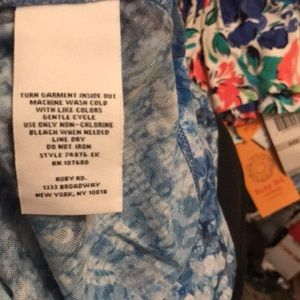 TURN GARMENT INSIDE OUT
MACHINE WASH COLD
WITH LIKE COLORS
GENTLE CYCLE
USE ONLY NON-CHLORINE
BLEACH WHEN NEEDED
LINE DRY
DO NOT IRON
STYLE 74875-EK
RN 107680
RUBY RD.
1333 BROADWAY
NEW YORK, NY 10018